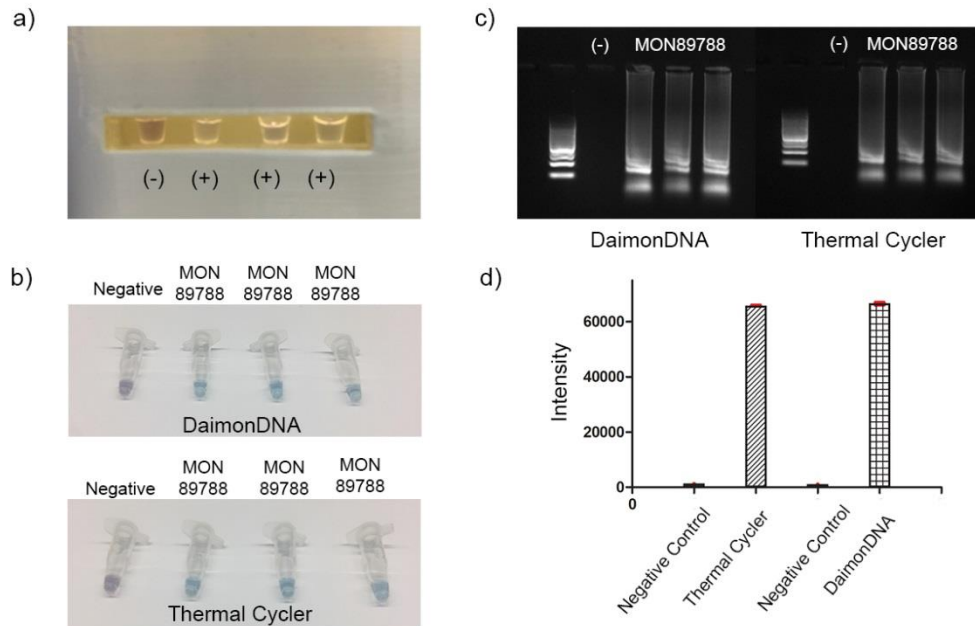 a)
(-) (+) (+) (+)
b)
Negative MON 89788 MON 89788 MON 89788
DaimonDNA
Negative MON 89788 MON 89788 MON 89788
Thermal Cycler
c)
(-) MON89788 (-) MON89788
DaimonDNA Thermal Cycler
d)
Intensity
60000
40000
20000
0
0
Negative Control
Thermal Cycler
Negative Control
DaimonDNA